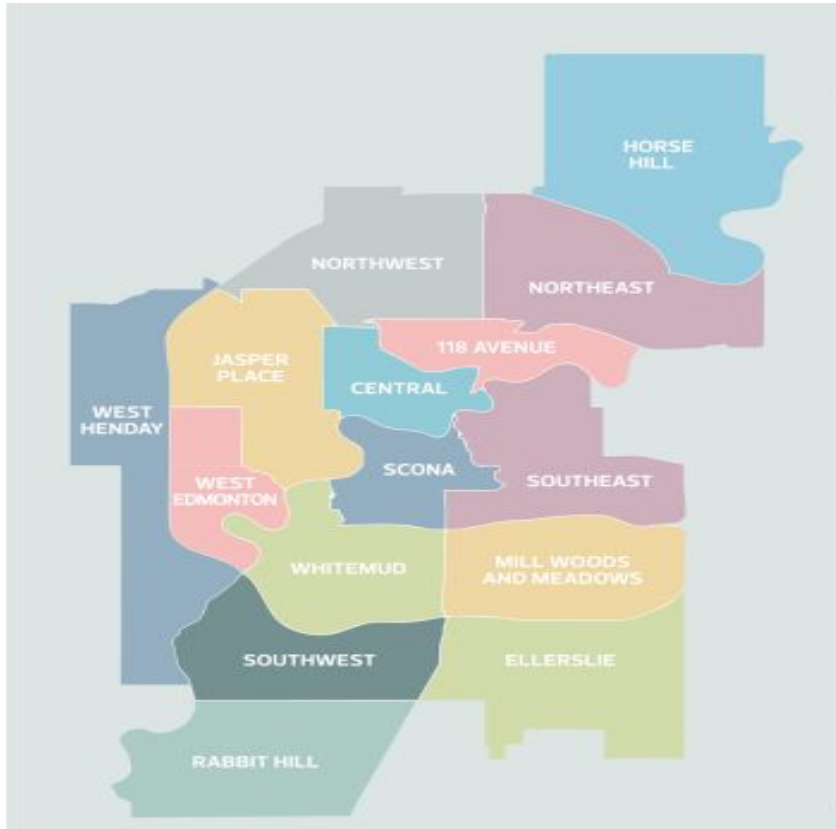 HORSE
HILL
NORTHWEST
NORTHEAST
118 AVENUE
JASPER
PLACE
CENTRAL
WEST
HENDAY
SCONA
WEST
EDMONTON
SOUTHEAST
WHITEMUD
MILL WOODS
AND MEADOWS
SOUTHWEST
ELLERSLIE
RABBIT HILL